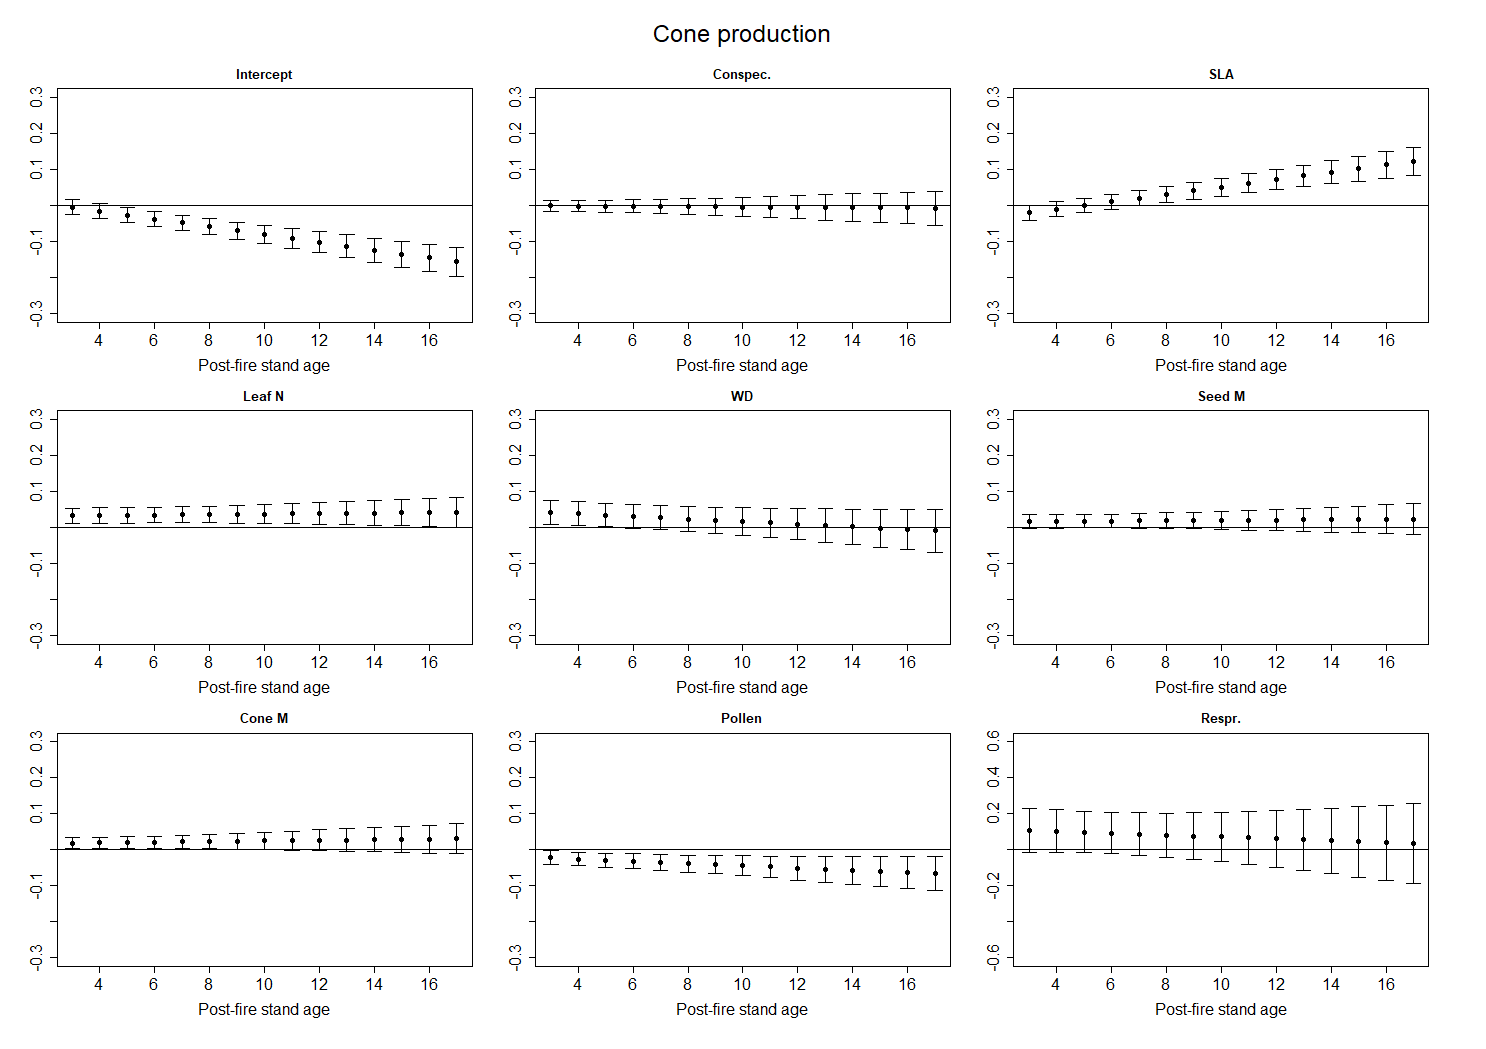 Cone production
Intercept
0.3
0.2
0.1
-0.1
-0.3
4 6 8 10 12 14 16
Post-fire stand age
Conspec.
0.3
0.2
0.1
-0.1
-0.3
4 6 8 10 12 14 16
Post-fire stand age
SLA
0.3
0.2
0.1
-0.1
-0.3
4 6 8 10 12 14 16
Post-fire stand age
Leaf N
0.3
0.2
0.1
-0.1
-0.3
4 6 8 10 12 14 16
Post-fire stand age
WD
0.3
0.2
0.1
-0.1
-0.3
4 6 8 10 12 14 16
Post-fire stand age
Seed M
0.3
0.2
0.1
-0.1
-0.3
4 6 8 10 12 14 16
Post-fire stand age
Cone M
0.3
0.2
0.1
-0.1
-0.3
4 6 8 10 12 14 16
Post-fire stand age
Pollen
0.3
0.2
0.1
-0.1
-0.3
4 6 8 10 12 14 16
Post-fire stand age
Respr.
0.6
0.4
0.2
-0.2
-0.6
4 6 8 10 12 14 16
Post-fire stand age